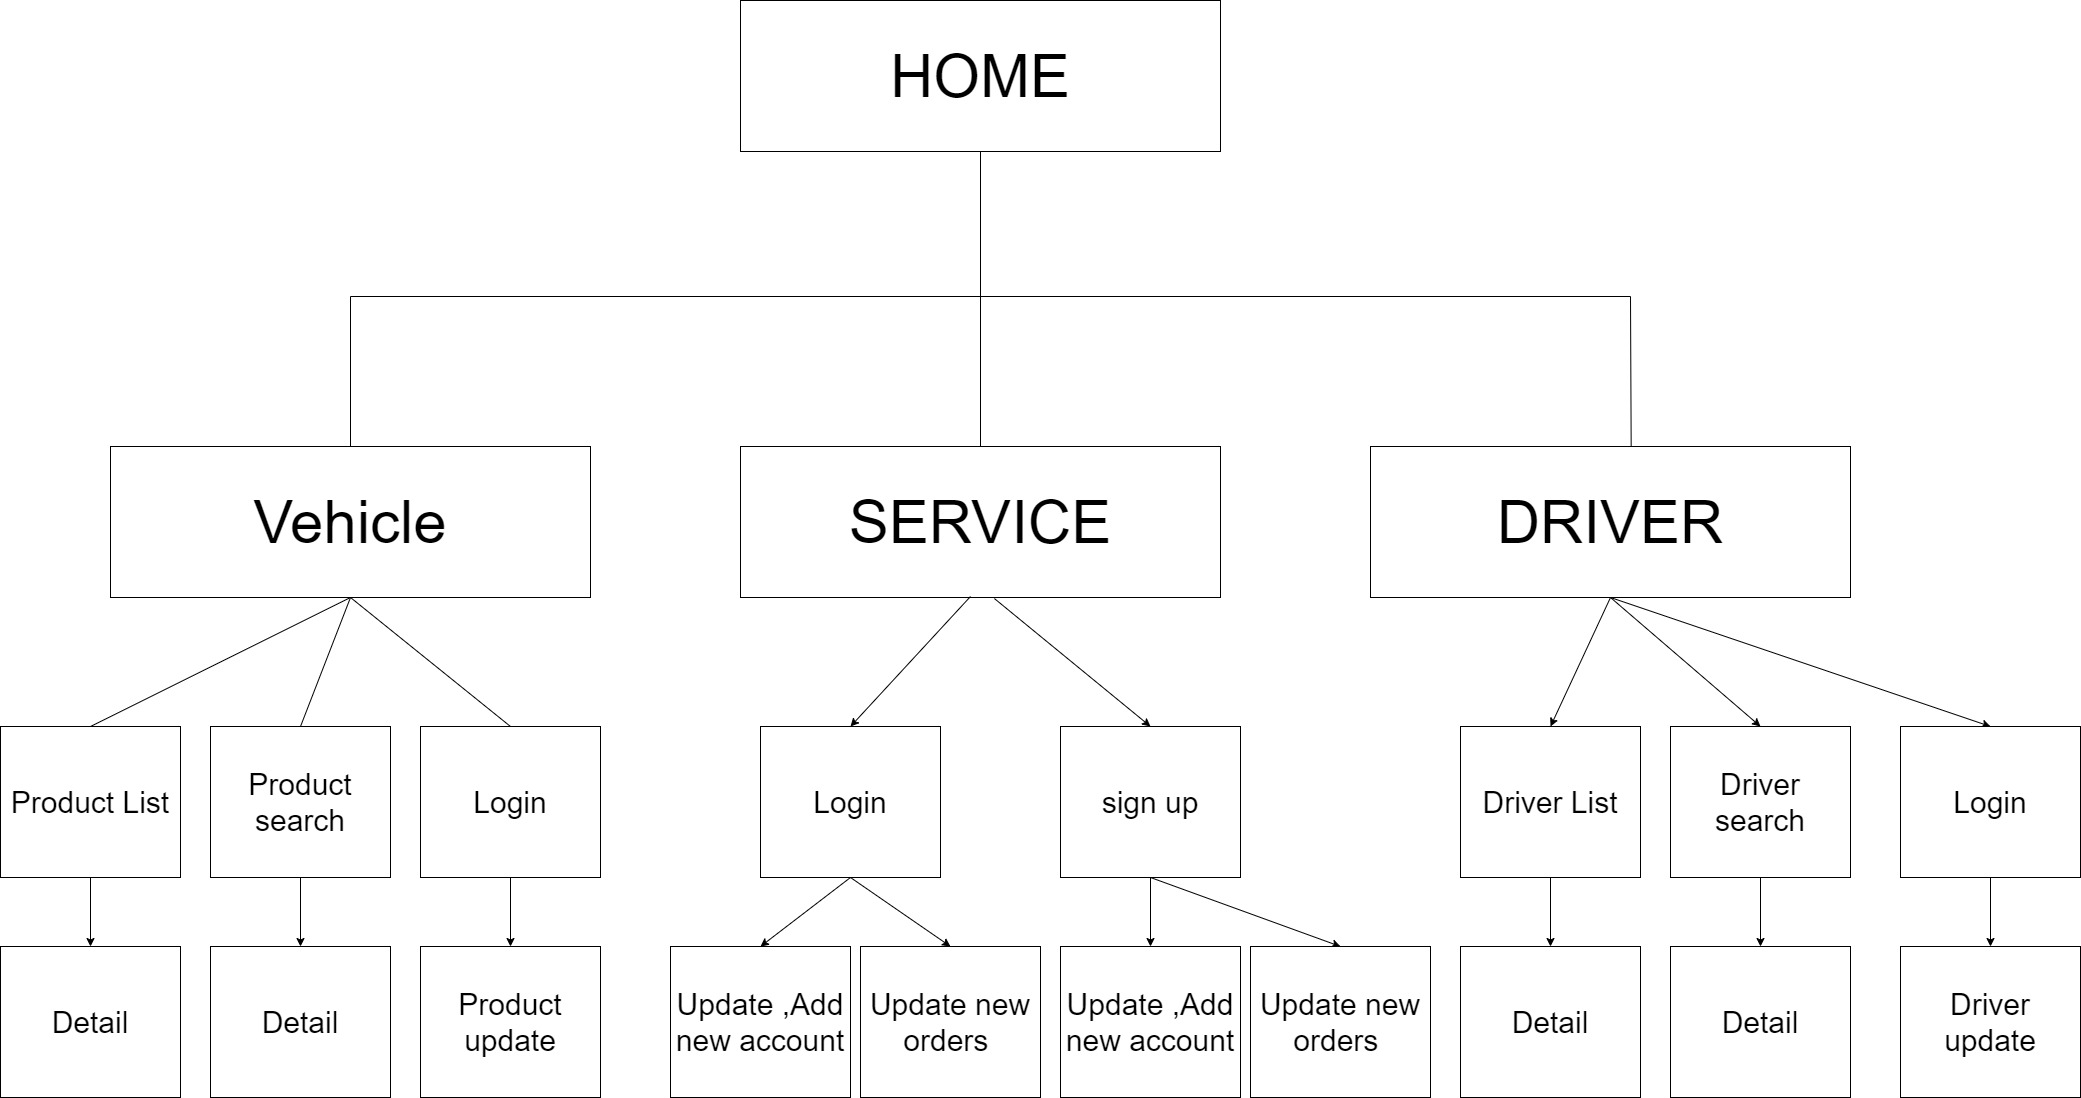 HOME
Vehicle
SERVICE
DRIVER
Product List
Product
search
Login
Login
sign up
Driver List
Driver
search
Login
Detail
Detail
Product
update
Update ,Add
new account
Update new
orders
Update ,Add
new account
Update new
orders
Detail
Detail
Driver
update